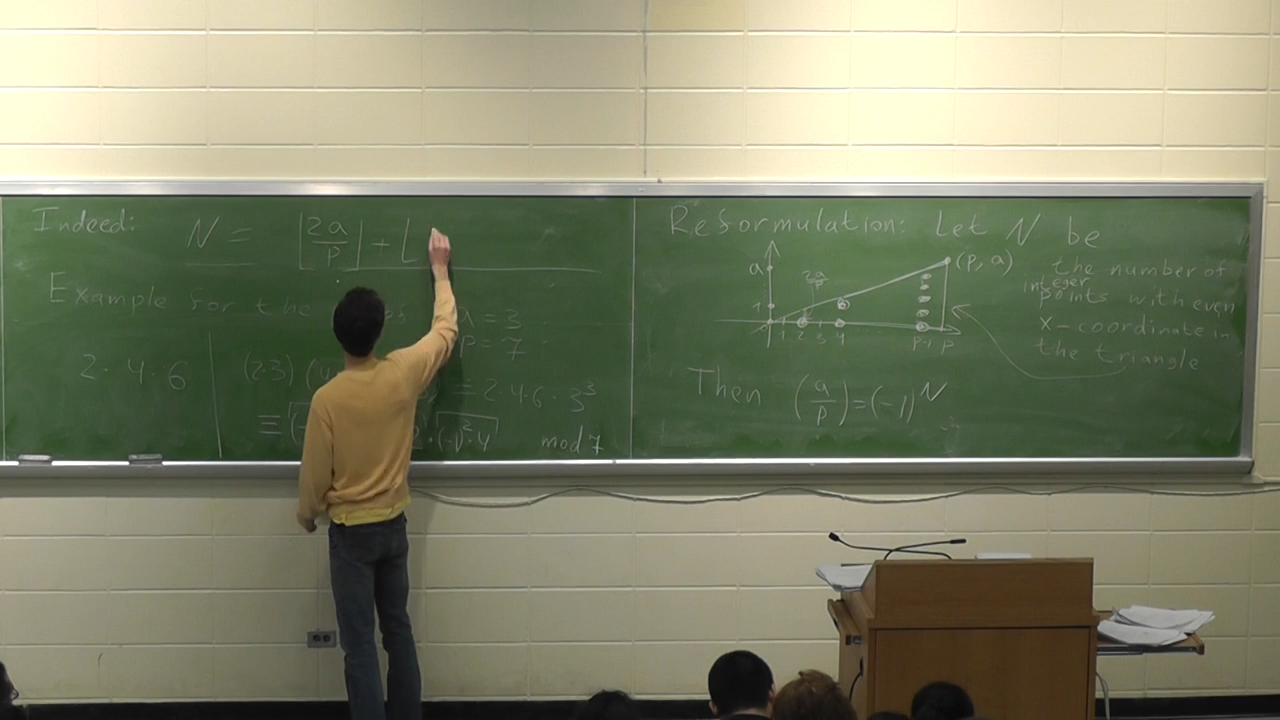 Indeed: N = ⌊2a/p⌋ + ⌊
Example for the a = 3
p = 7
2 · 4 · 6
(2·3) (4 = 2·4·6 · 3³
≡ 2·(-1)²·4 mod 7
Reformulation: Let N be
the number of
integer
points with even
x-coordinate in
the triangle
a
(p, a)
2a/p
1
1 2 3 4 p-1 p
Then (a/p) = (-1)^N